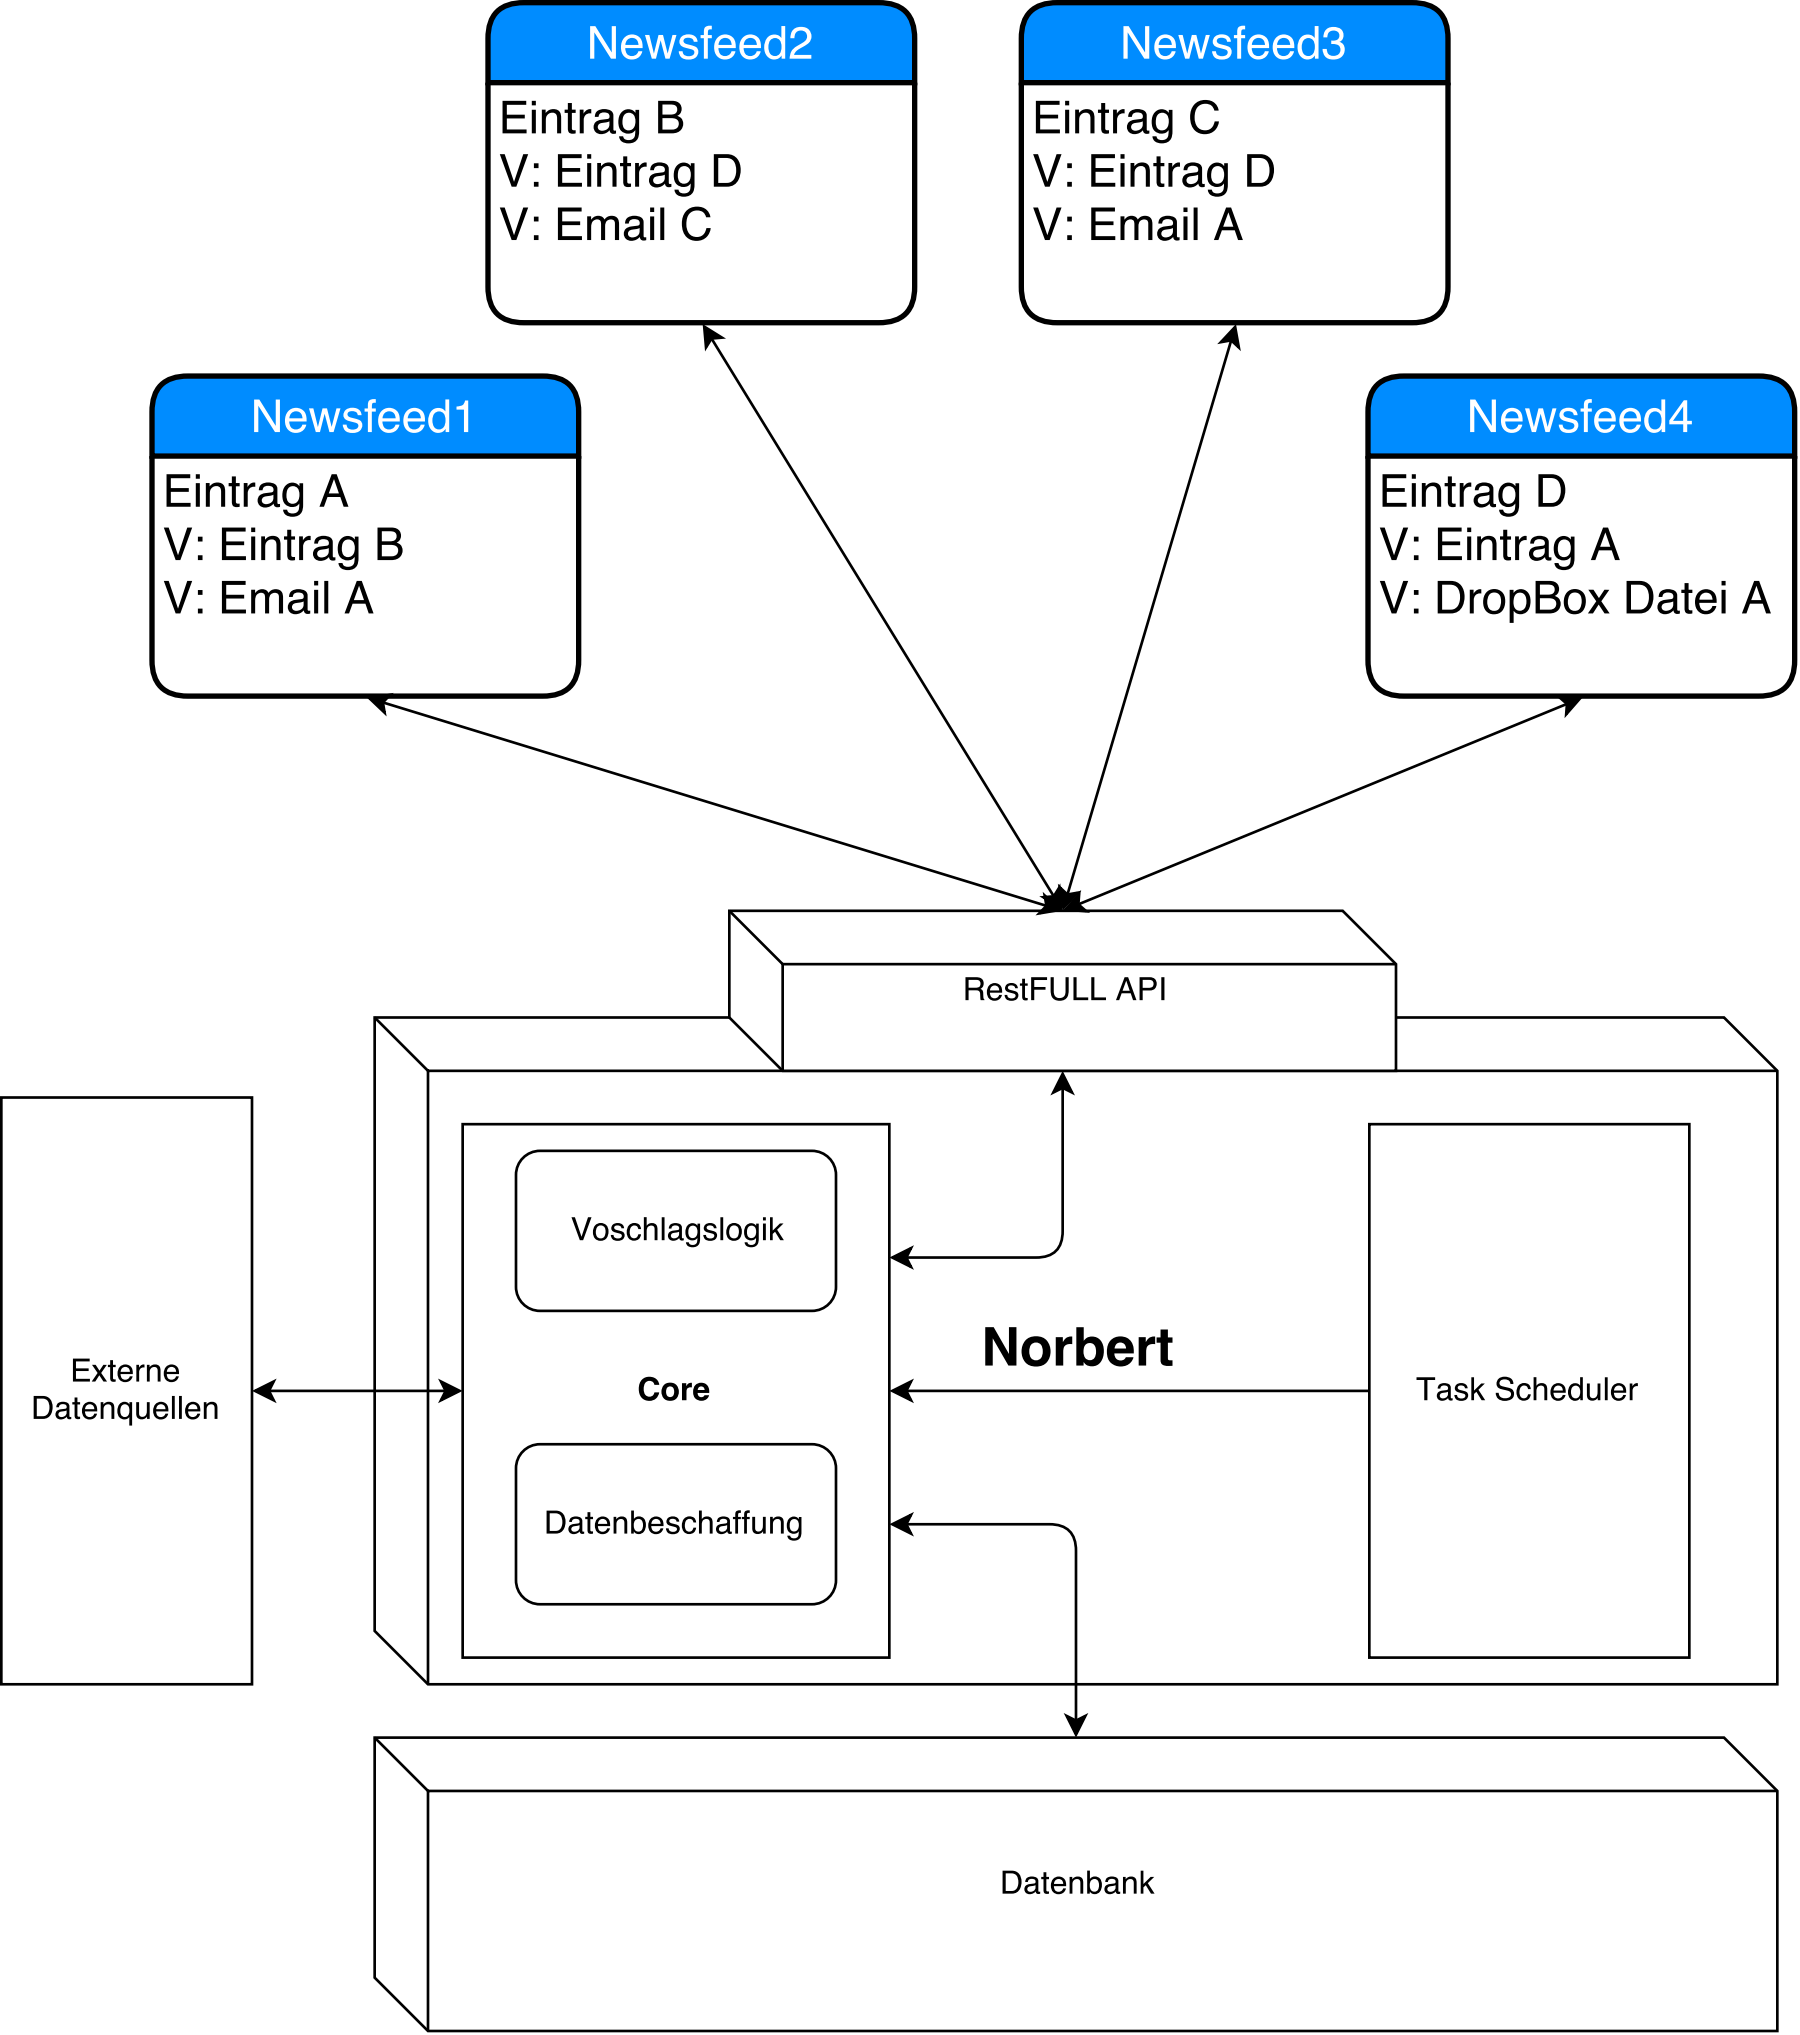 Newsfeed2
Eintrag B
V: Eintrag D
V: Email C
Newsfeed3
Eintrag C
V: Eintrag D
V: Email A
Newsfeed1
Eintrag A
V: Eintrag B
V: Email A
Newsfeed4
Eintrag D
V: Eintrag A
V: DropBox Datei A
RestFULL API
Voschlagslogik
Norbert
Externe
Datenquellen
Core
Task Scheduler
Datenbeschaffung
Datenbank